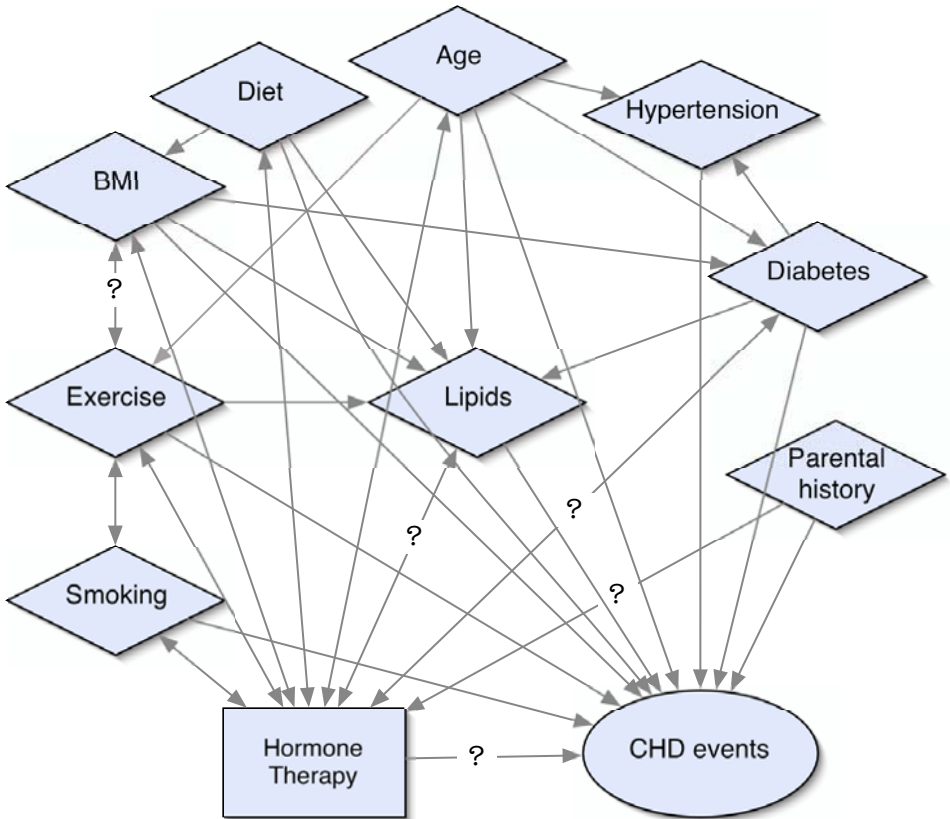 Age
Diet
Hypertension
BMI
Diabetes
?
Exercise
Lipids
Parental
history
?
?
Smoking
?
Hormone
Therapy
?
CHD events